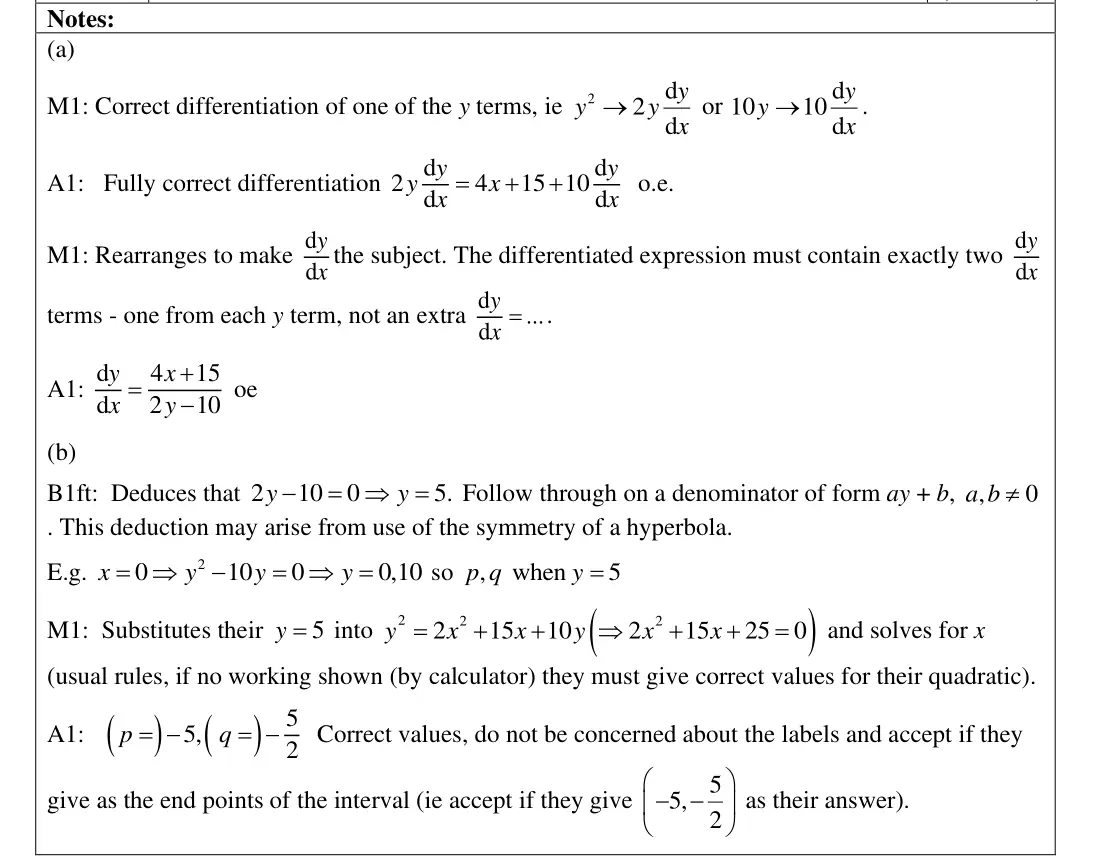 Notes:
(a)
M1: Correct differentiation of one of the y terms, ie y² → 2y dy/dx or 10y → 10 dy/dx .
A1: Fully correct differentiation 2y dy/dx = 4x + 15 + 10 dy/dx o.e.
M1: Rearranges to make dy/dx the subject. The differentiated expression must contain exactly two dy/dx
terms - one from each y term, not an extra dy/dx = ... .
A1: dy/dx = (4x + 15)/(2y − 10) oe
(b)
B1ft: Deduces that 2y − 10 = 0 ⇒ y = 5. Follow through on a denominator of form ay + b, a,b ≠ 0
. This deduction may arise from use of the symmetry of a hyperbola.
E.g. x = 0 ⇒ y² − 10y = 0 ⇒ y = 0,10 so p,q when y = 5
M1: Substitutes their y = 5 into y² = 2x² + 15x + 10y (⇒ 2x² + 15x + 25 = 0) and solves for x
(usual rules, if no working shown (by calculator) they must give correct values for their quadratic).
A1: (p =) −5, (q =) −5/2 Correct values, do not be concerned about the labels and accept if they
give as the end points of the interval (ie accept if they give (−5, −5/2) as their answer).